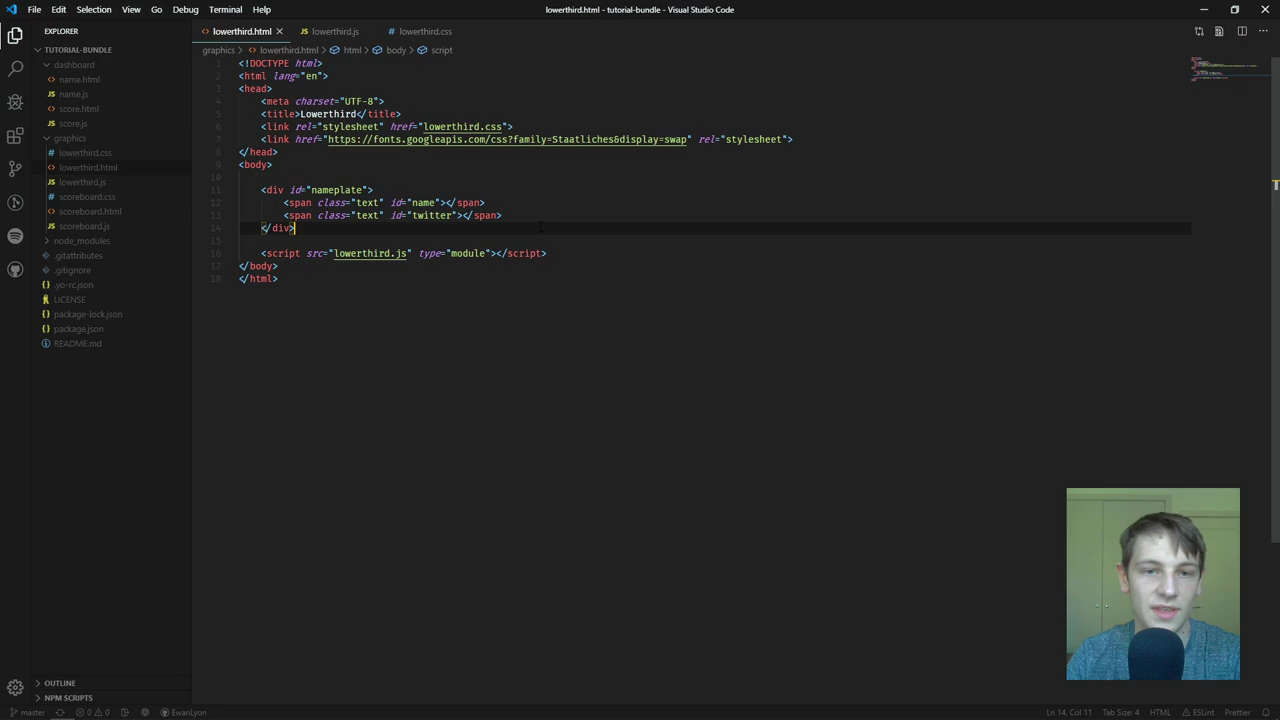 File Edit Selection View Go Debug Terminal Help
lowerthird.html - tutorial-bundle - Visual Studio Code
EXPLORER
TUTORIAL-BUNDLE
dashboard
name.html
name.js
score.html
score.js
graphics
lowerthird.css
lowerthird.html
lowerthird.js
scoreboard.css
scoreboard.html
scoreboard.js
node_modules
.gitattributes
.gitignore
.yo-rc.json
LICENSE
package-lock.json
package.json
README.md
OUTLINE
NPM SCRIPTS
lowerthird.html lowerthird.js lowerthird.css
graphics > lowerthird.html > html > body > script
1 <!DOCTYPE html>
2 <html lang="en">
3 <head>
4 <meta charset="UTF-8">
5 <title>Lowerthird</title>
6 <link rel="stylesheet" href="lowerthird.css">
7 <link href="https://fonts.googleapis.com/css?family=Staatliches&display=swap" rel="stylesheet">
8 </head>
9 <body>
10
11 <div id="nameplate">
12 <span class="text" id="name"></span>
13 <span class="text" id="twitter"></span>
14 </div>
15
16 <script src="lowerthird.js" type="module"></script>
17 </body>
18 </html>
master 0 0 EwanLyon Ln 14, Col 11 Tab Size: 4 HTML ESLint Prettier